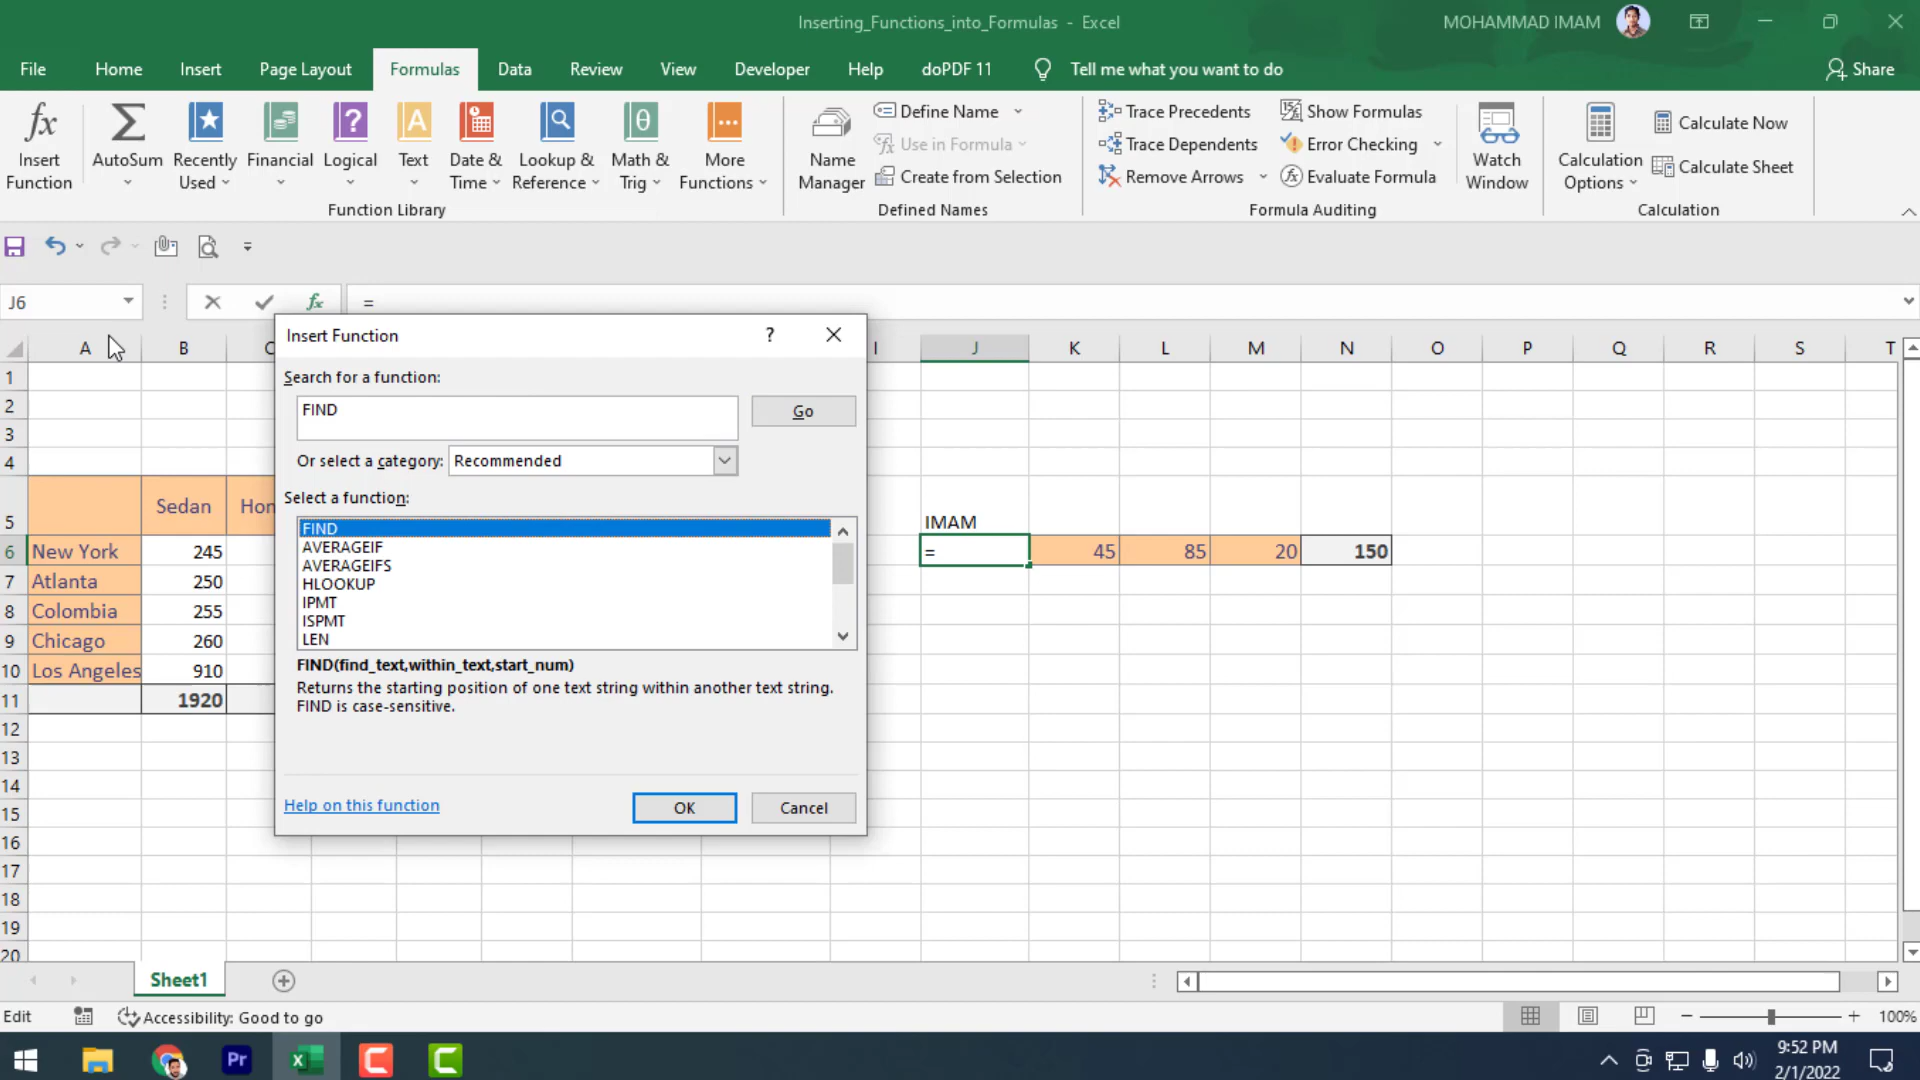 Inserting_Functions_into_Formulas - Excel
MOHAMMAD IMAM
File Home Insert Page Layout Formulas Data Review View Developer Help doPDF 11 Tell me what you want to do Share
Insert Function
AutoSum
Recently Used
Financial
Logical
Text
Date & Time
Lookup & Reference
Math & Trig
More Functions
Function Library
Name Manager
Define Name
Use in Formula
Create from Selection
Defined Names
Trace Precedents
Trace Dependents
Remove Arrows
Show Formulas
Error Checking
Evaluate Formula
Formula Auditing
Watch Window
Calculation Options
Calculate Now
Calculate Sheet
Calculation
J6 fx =
A B C I J K L M N O P Q R S T
1
2
3
4
5 Sedan Hon IMAM
6 New York 245 = 45 85 20 150
7 Atlanta 250
8 Colombia 255
9 Chicago 260
10 Los Angeles 910
11 1920
12
13
14
15
16
17
18
19
20
Insert Function ?
Search for a function:
FIND
Go
Or select a category: Recommended
Select a function:
FIND
AVERAGEIF
AVERAGEIFS
HLOOKUP
IPMT
ISPMT
LEN
FIND(find_text,within_text,start_num)
Returns the starting position of one text string within another text string.
FIND is case-sensitive.
Help on this function
OK
Cancel
Sheet1
Edit Accessibility: Good to go 100%
9:52 PM
2/1/2022